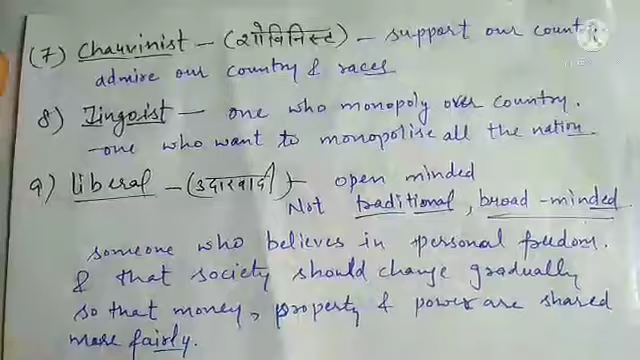 (7) Chauvinist - (शोविनिस्ट) - support our
admire our country & races
8) Jingoist - one who monopoly over country.
-one who want to monopolise all the nation.
9) liberal - (उदारवादी) - open minded
Not traditional, broad-minded.
someone who believes in personal freedom.
& that society should change gradually
so that money, property & power are shared
more fairly.